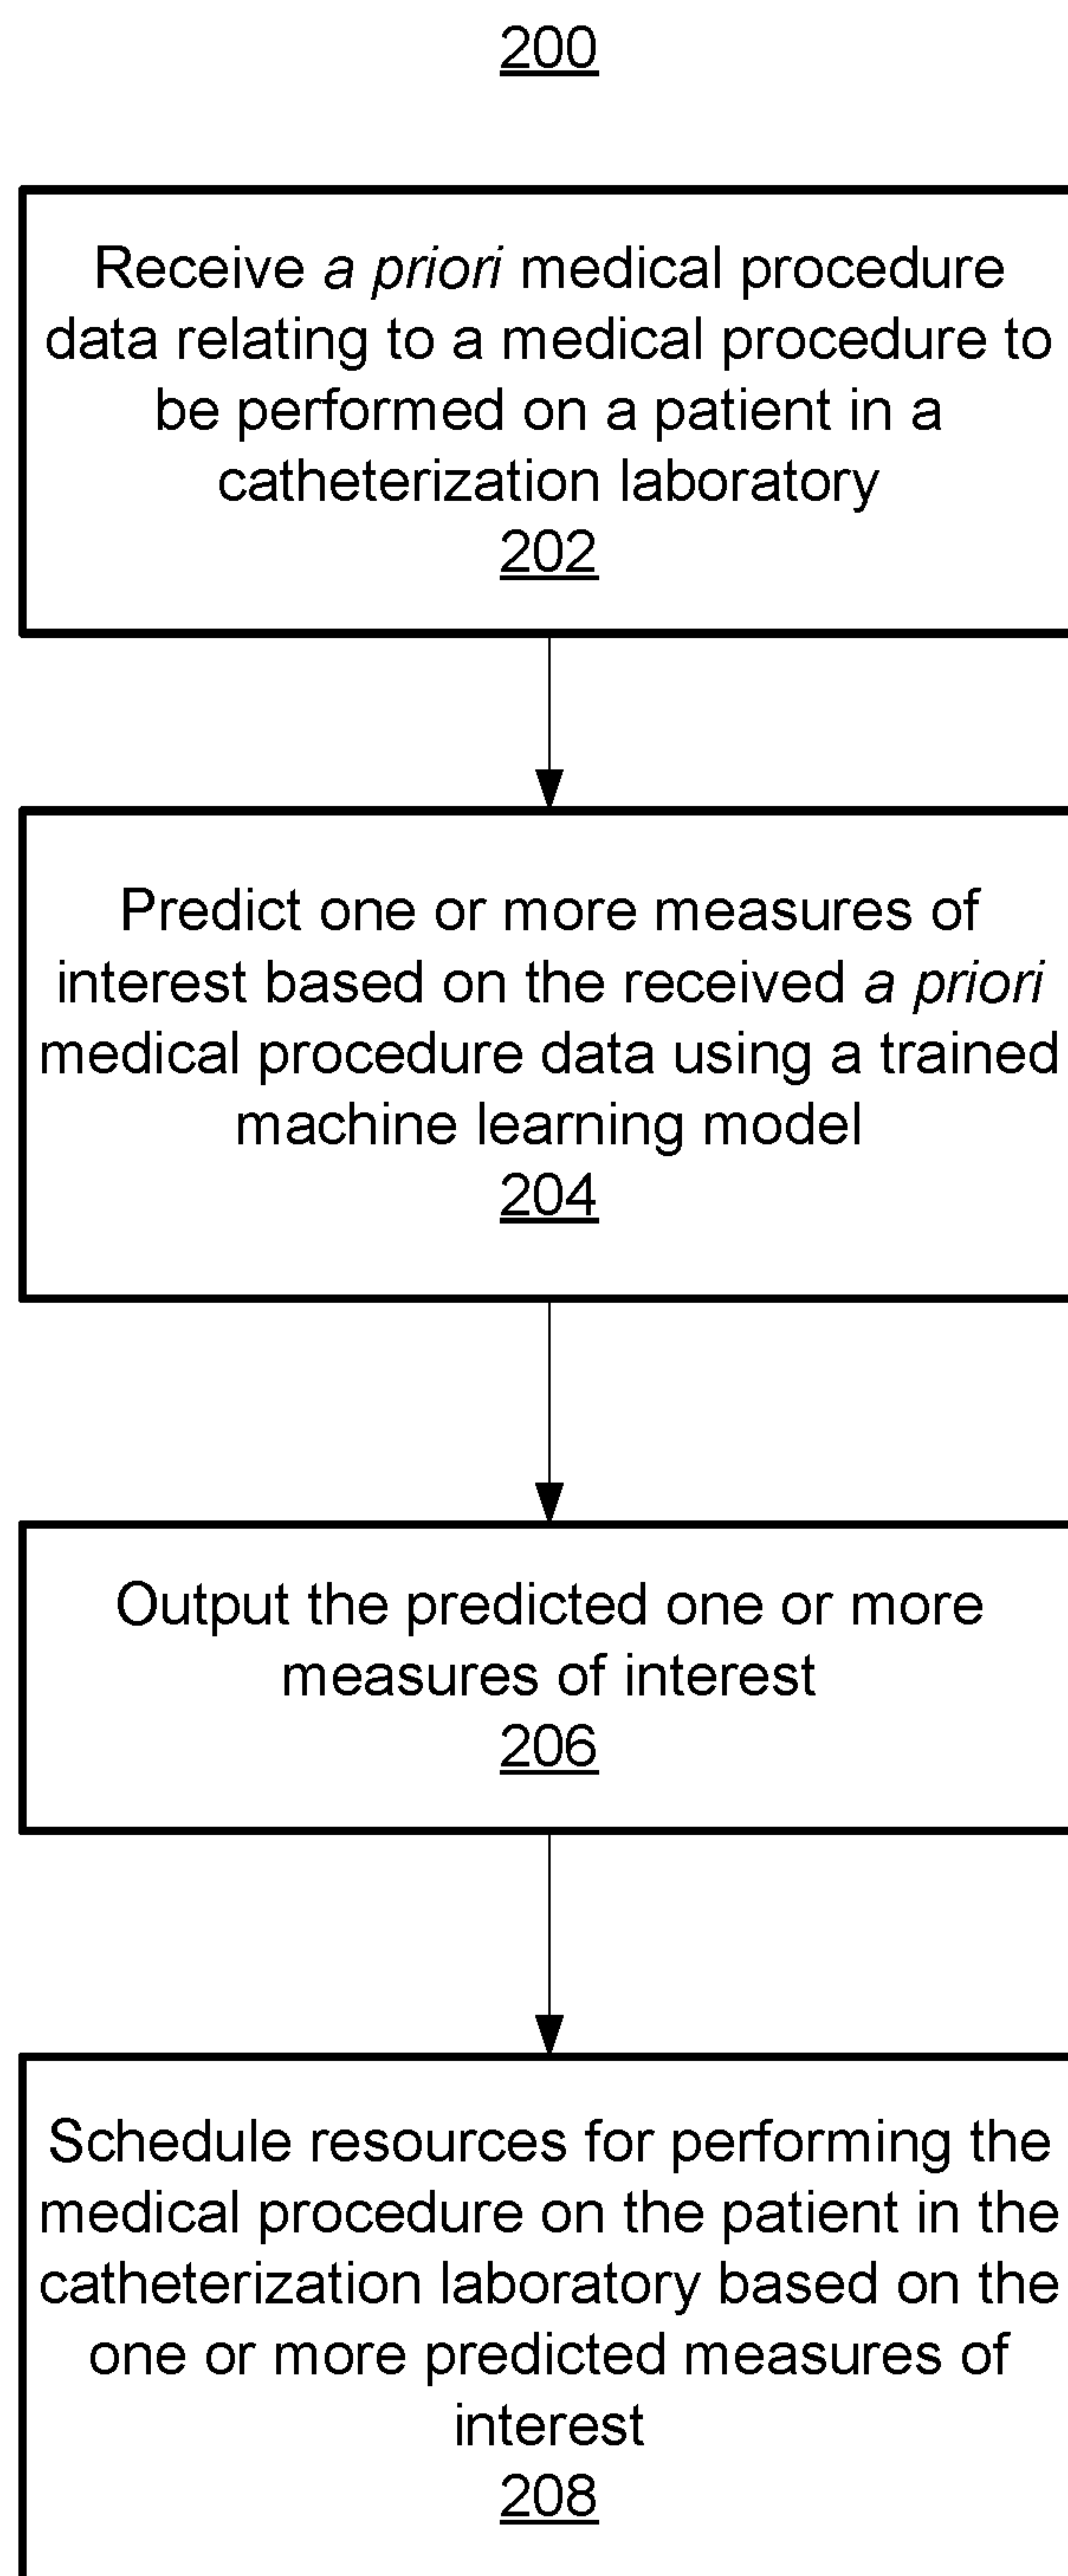 200
Receive a priori medical procedure
data relating to a medical procedure to
be performed on a patient in a
catheterization laboratory
202
Predict one or more measures of
interest based on the received a priori
medical procedure data using a trained
machine learning model
204
Output the predicted one or more
measures of interest
206
Schedule resources for performing the
medical procedure on the patient in the
catheterization laboratory based on the
one or more predicted measures of
interest
208